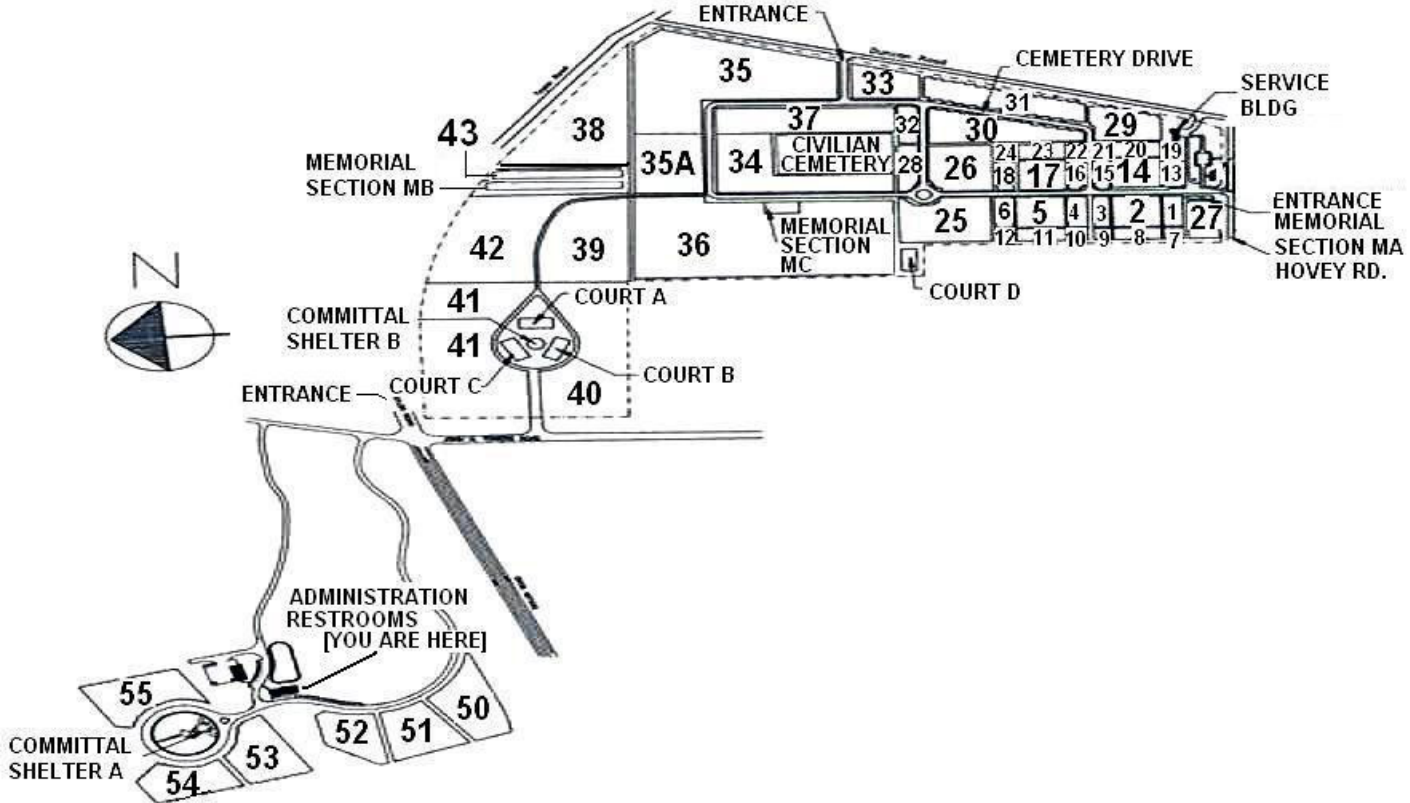 ENTRANCE
35
33
CEMETERY DRIVE
31
SERVICE
BLDG
43
38
37
32
30
29
MEMORIAL
SECTION MB
35A
34
CIVILIAN
CEMETERY
28
26
24
23
22
21
20
19
18
17
16
15
14
13
42
39
36
MEMORIAL
SECTION
MC
25
6
5
4
3
2
1
27
12
11
10
9
8
7
ENTRANCE
MEMORIAL
SECTION MA
HOVEY RD.
N
41
COURT A
COURT D
COMMITTAL
SHELTER B
41
COURT C
COURT B
40
ENTRANCE
ADMINISTRATION
RESTROOMS
[YOU ARE HERE]
55
50
52
51
53
54
COMMITTAL
SHELTER A